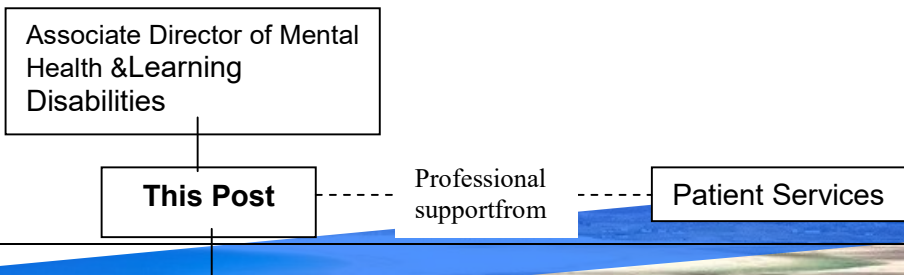 Associate Director of Mental
Health &Learning
Disabilities
This Post
Professional
supportfrom
Patient Services